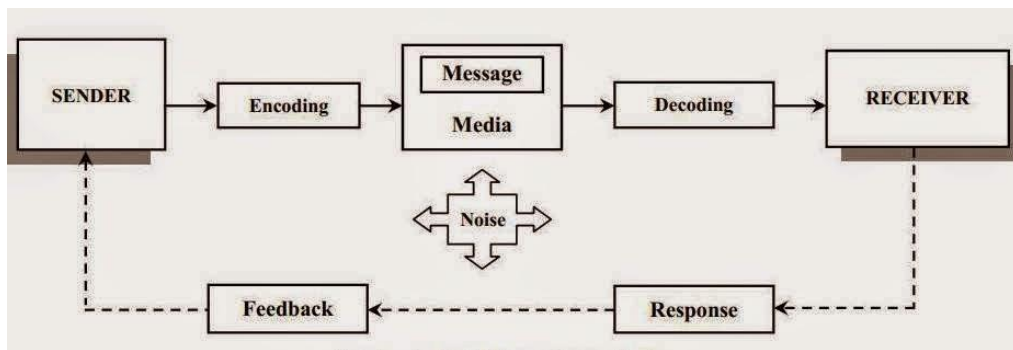 SENDER
Encoding
Message
Media
Decoding
RECEIVER
Noise
Feedback
Response